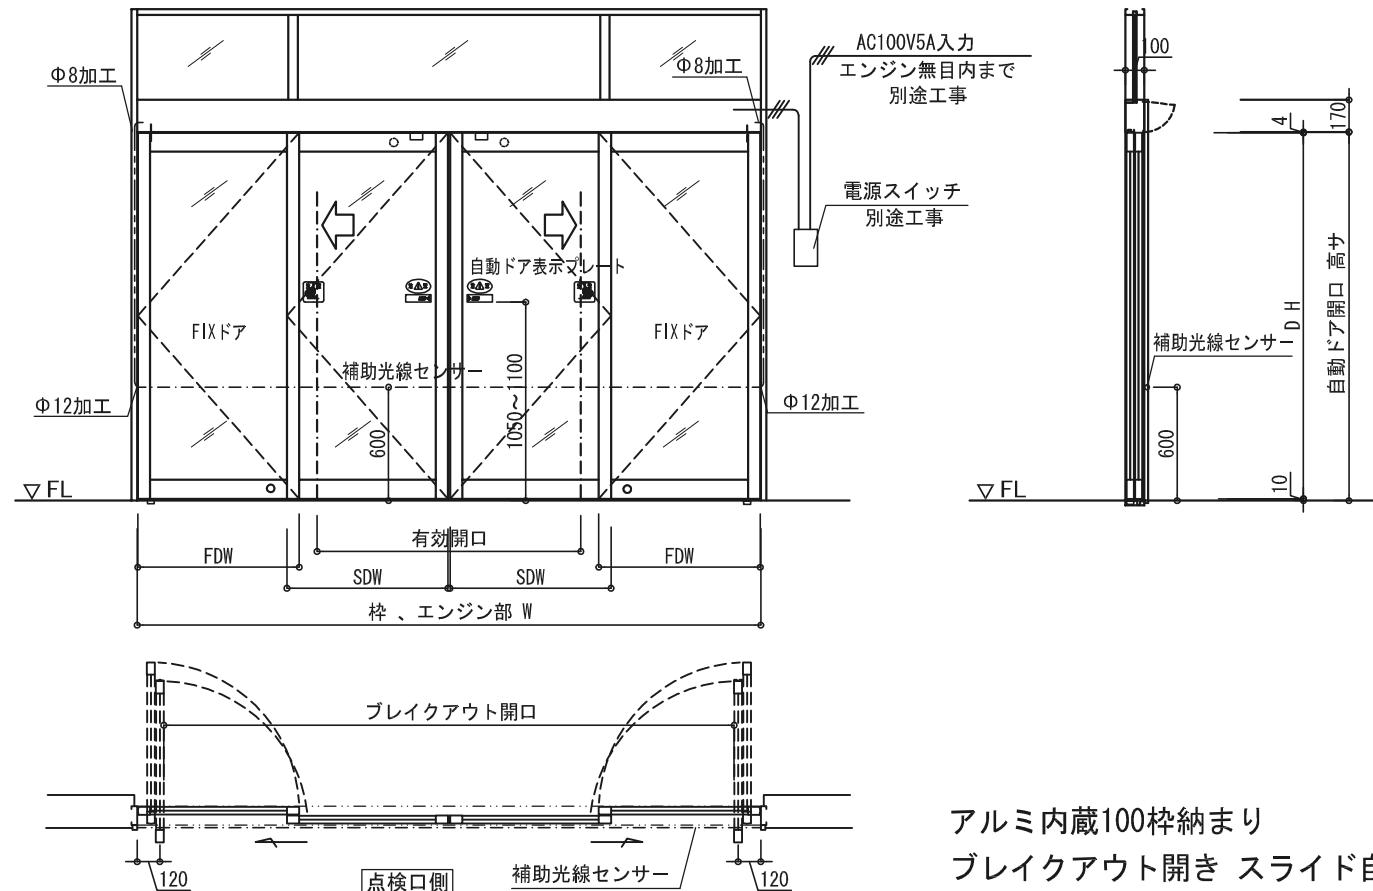 Φ8加工
Φ8加工
AC100V5A入力
エンジン無目内まで
別途工事
電源スイッチ
別途工事
自動ドア表示プレート
FIXドア
FIXドア
補助光線センサー
Φ12加工
Φ12加工
600
1050～1100
▽FL
有効開口
FDW
FDW
SDW
SDW
枠 、エンジン部 W
100
170
4
DH
自動ドア開口 高サ
補助光線センサー
600
10
▽FL
ブレイクアウト開口
120
点検口側
補助光線センサー
120
アルミ内蔵100枠納まり
ブレイクアウト開き スライド自